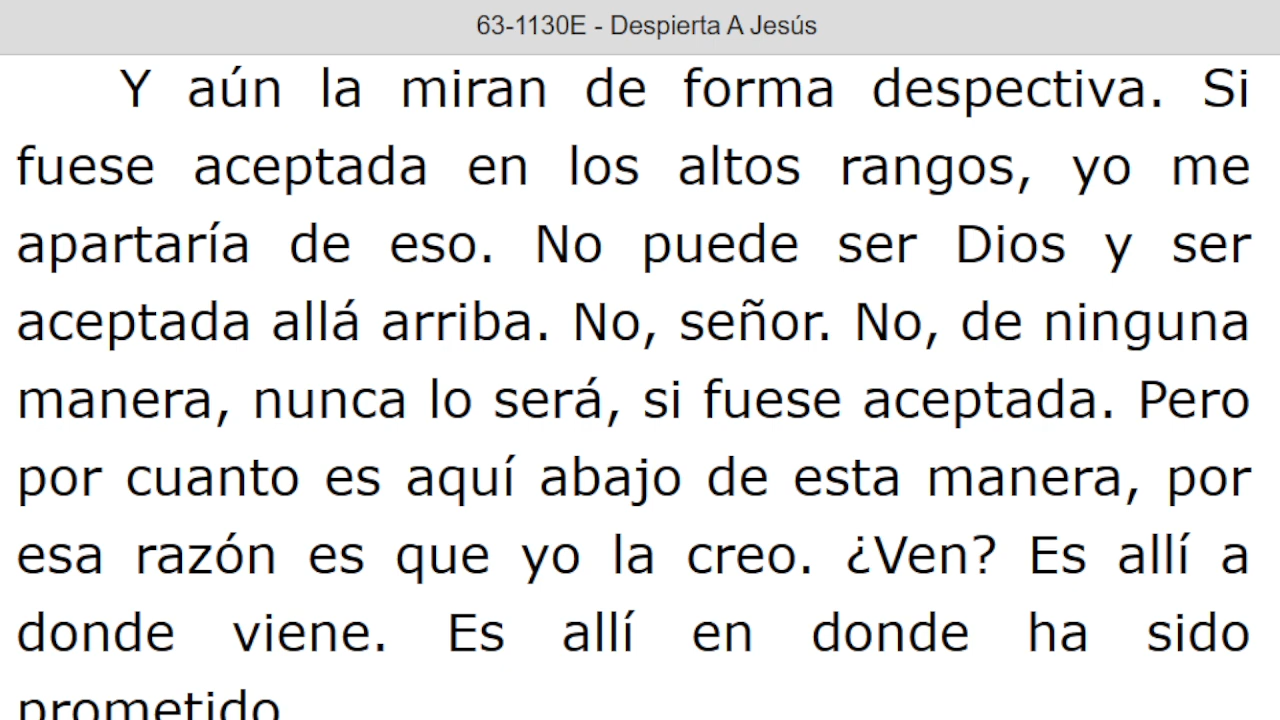 63-1130E - Despierta A Jesús
Y aún la miran de forma despectiva. Si
fuese aceptada en los altos rangos, yo me
apartaría de eso. No puede ser Dios y ser
aceptada allá arriba. No, señor. No, de ninguna
manera, nunca lo será, si fuese aceptada. Pero
por cuanto es aquí abajo de esta manera, por
esa razón es que yo la creo. ¿Ven? Es allí a
donde viene. Es allí en donde ha sido
prometido